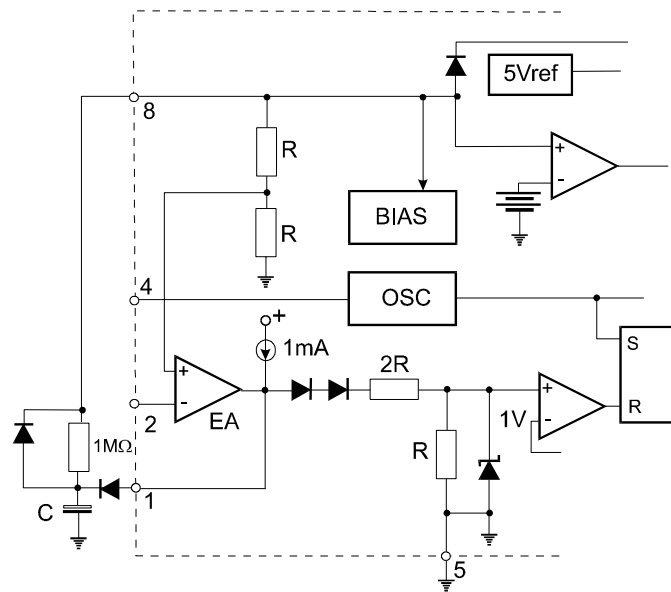 5Vref
8
R
+
-
R
BIAS
4
OSC
+
1mA
S
+
2R
+
-
EA
2
1V
-
R
1MΩ
R
1
C
5